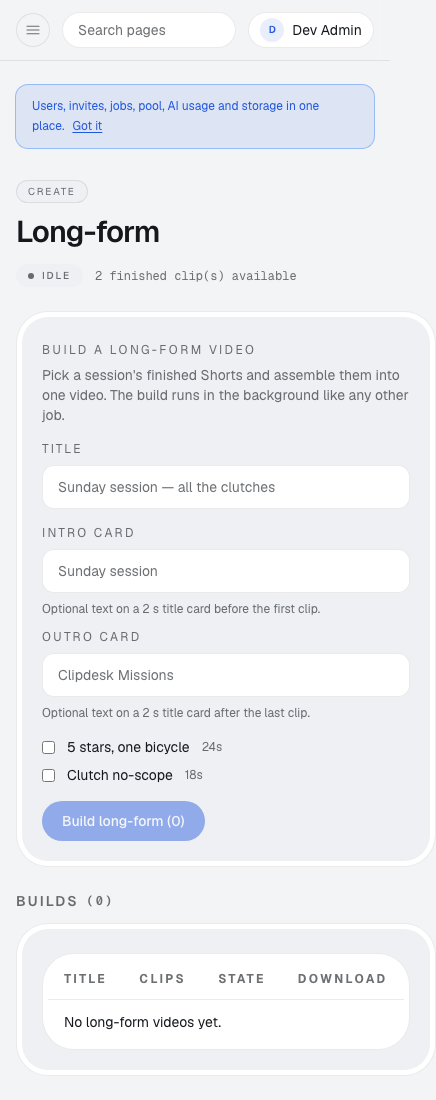 Search pages
D
Dev Admin
Users, invites, jobs, pool, AI usage and storage in one
place. Got it
CREATE
Long-form
IDLE
2 finished clip(s) available
BUILD A LONG-FORM VIDEO
Pick a session's finished Shorts and assemble them into
one video. The build runs in the background like any other
job.
TITLE
Sunday session — all the clutches
INTRO CARD
Sunday session
Optional text on a 2 s title card before the first clip.
OUTRO CARD
Clipdesk Missions
Optional text on a 2 s title card after the last clip.
5 stars, one bicycle 24s
Clutch no-scope 18s
Build long-form (0)
BUILDS (0)
TITLE CLIPS STATE DOWNLOAD
No long-form videos yet.